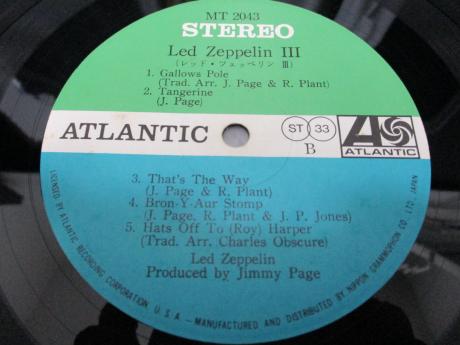 MT 2043
STEREO
Led Zeppelin III
(レッド・ツェッペリン Ⅲ)
1. Gallows Pole
(Trad. Arr. J. Page & R. Plant)
2. Tangerine
(J. Page)
ATLANTIC
ST 33
B
ATLANTIC
3. That's The Way
(J. Page & R. Plant)
4. Bron-Y-Aur Stomp
(J. Page, R. Plant & J. P. Jones)
5. Hats Off To (Roy) Harper
(Trad. Arr. Charles Obscure)
Led Zeppelin
Produced by Jimmy Page
LICENSED BY ATLANTIC RECORDING CORPORATION U.S.A. —MANUFACTURED AND DISTRIBUTED BY NIPPON GRAMMOPHON CO., LTD., JAPAN